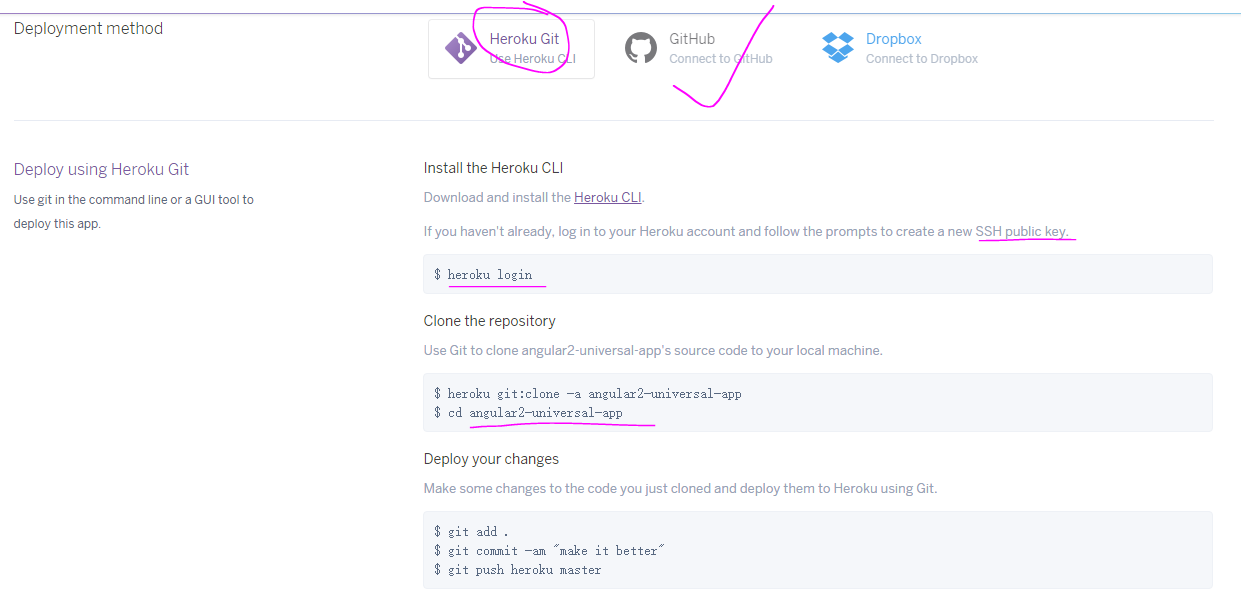 Deployment method
Heroku Git
Use Heroku CLI
GitHub
Connect to GitHub
Dropbox
Connect to Dropbox
Deploy using Heroku Git
Use git in the command line or a GUI tool to
deploy this app.
Install the Heroku CLI
Download and install the Heroku CLI.
If you haven't already, log in to your Heroku account and follow the prompts to create a new SSH public key.
$ heroku login
Clone the repository
Use Git to clone angular2-universal-app's source code to your local machine.
$ heroku git:clone -a angular2-universal-app
$ cd angular2-universal-app
Deploy your changes
Make some changes to the code you just cloned and deploy them to Heroku using Git.
$ git add .
$ git commit -am "make it better"
$ git push heroku master